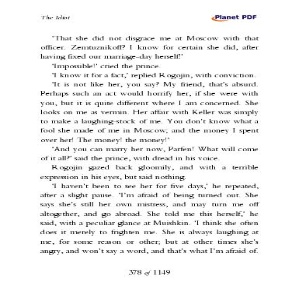 The Idiot
Planet PDF
'That she did not disgrace me at Moscow with that
officer. Zemtuznikoff? I know for certain she did, after
having fixed our marriage-day herself!'
'Impossible!' cried the prince.
'I know it for a fact,' replied Rogojin, with conviction.
'It is not like her, you say? My friend, that's absurd.
Perhaps such an act would horrify her, if she were with
you, but it is quite different where I am concerned. She
looks on me as vermin. Her affair with Keller was simply
to make a laughing-stock of me. You don't know what a
fool she made of me in Moscow; and the money I spent
over her! The money! the money!'
'And you can marry her now, Parfen! What will come
of it all?' said the prince, with dread in his voice.
Rogojin gazed back gloomily, and with a terrible
expression in his eyes, but said nothing.
'I haven't been to see her for five days,' he repeated,
after a slight pause. 'I'm afraid of being turned out. She
says she's still her own mistress, and may turn me off
altogether, and go abroad. She told me this herself,' he
said, with a peculiar glance at Muishkin. 'I think she often
does it merely to frighten me. She is always laughing at
me, for some reason or other; but at other times she's
angry, and won't say a word, and that's what I'm afraid of.
378 of 1149